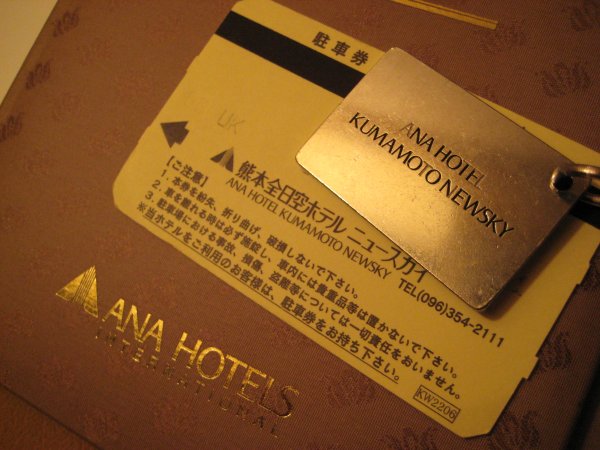 駐車券
UK
ANA HOTEL
KUMAMOTO NEWSKY
熊本全日空ホテル ニュースカイ
ANA HOTEL KUMAMOTO NEWSKY TEL(096)354-2111
【ご注意】
1. 本券を紛失、折り曲げ、破損しないで下さい。
2. 車を離れる時は必ず施錠し、車内には貴重品等は置かないで下さい。
3. 駐車場における事故、損傷、盗難等については一切責任をおいません。
※当ホテルをご利用のお客様は、駐車券をお持ち下さい。
KW2206
ANA HOTELS
INTERNATIONAL